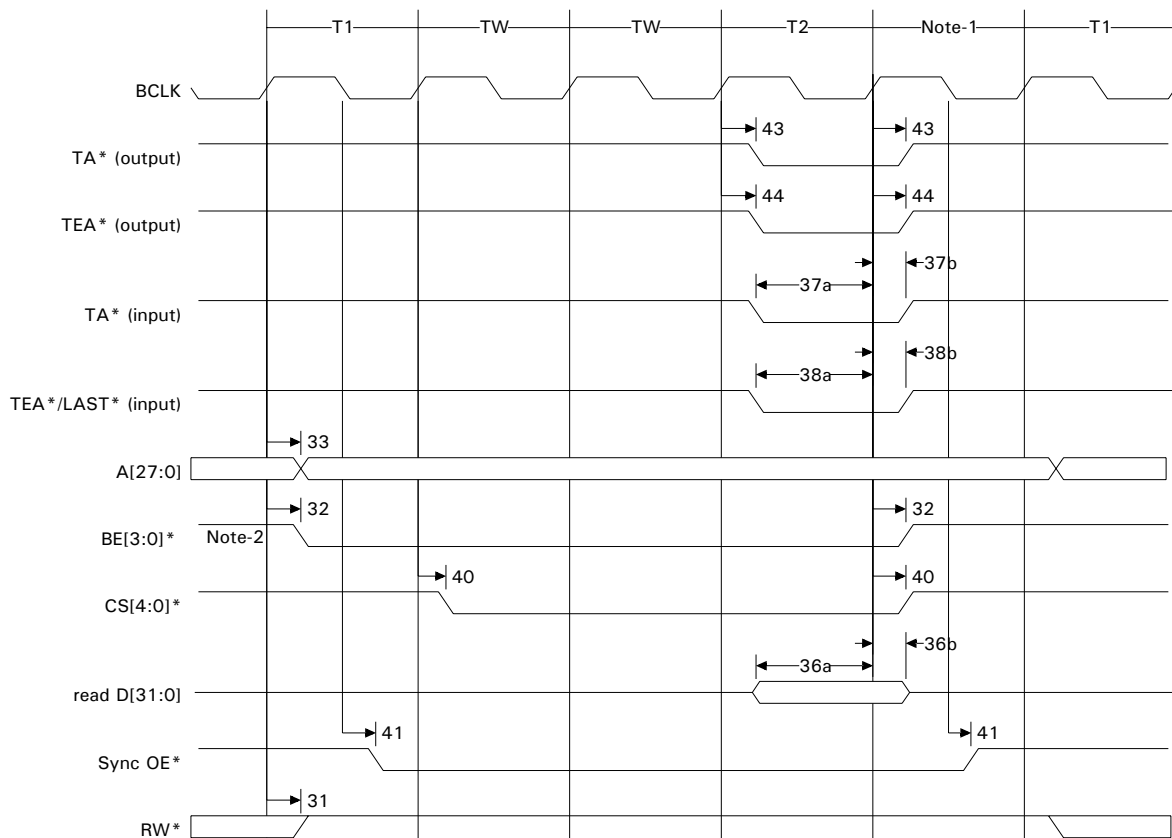 T1 TW TW T2 Note-1 T1
BCLK
43 43
TA* (output)
44 44
TEA* (output)
37b
37a
TA* (input)
38b
38a
TEA*/LAST* (input)
33
A[27:0]
32 32
BE[3:0]* Note-2
40 40
CS[4:0]*
36b
36a
read D[31:0]
41 41
Sync OE*
31
RW*